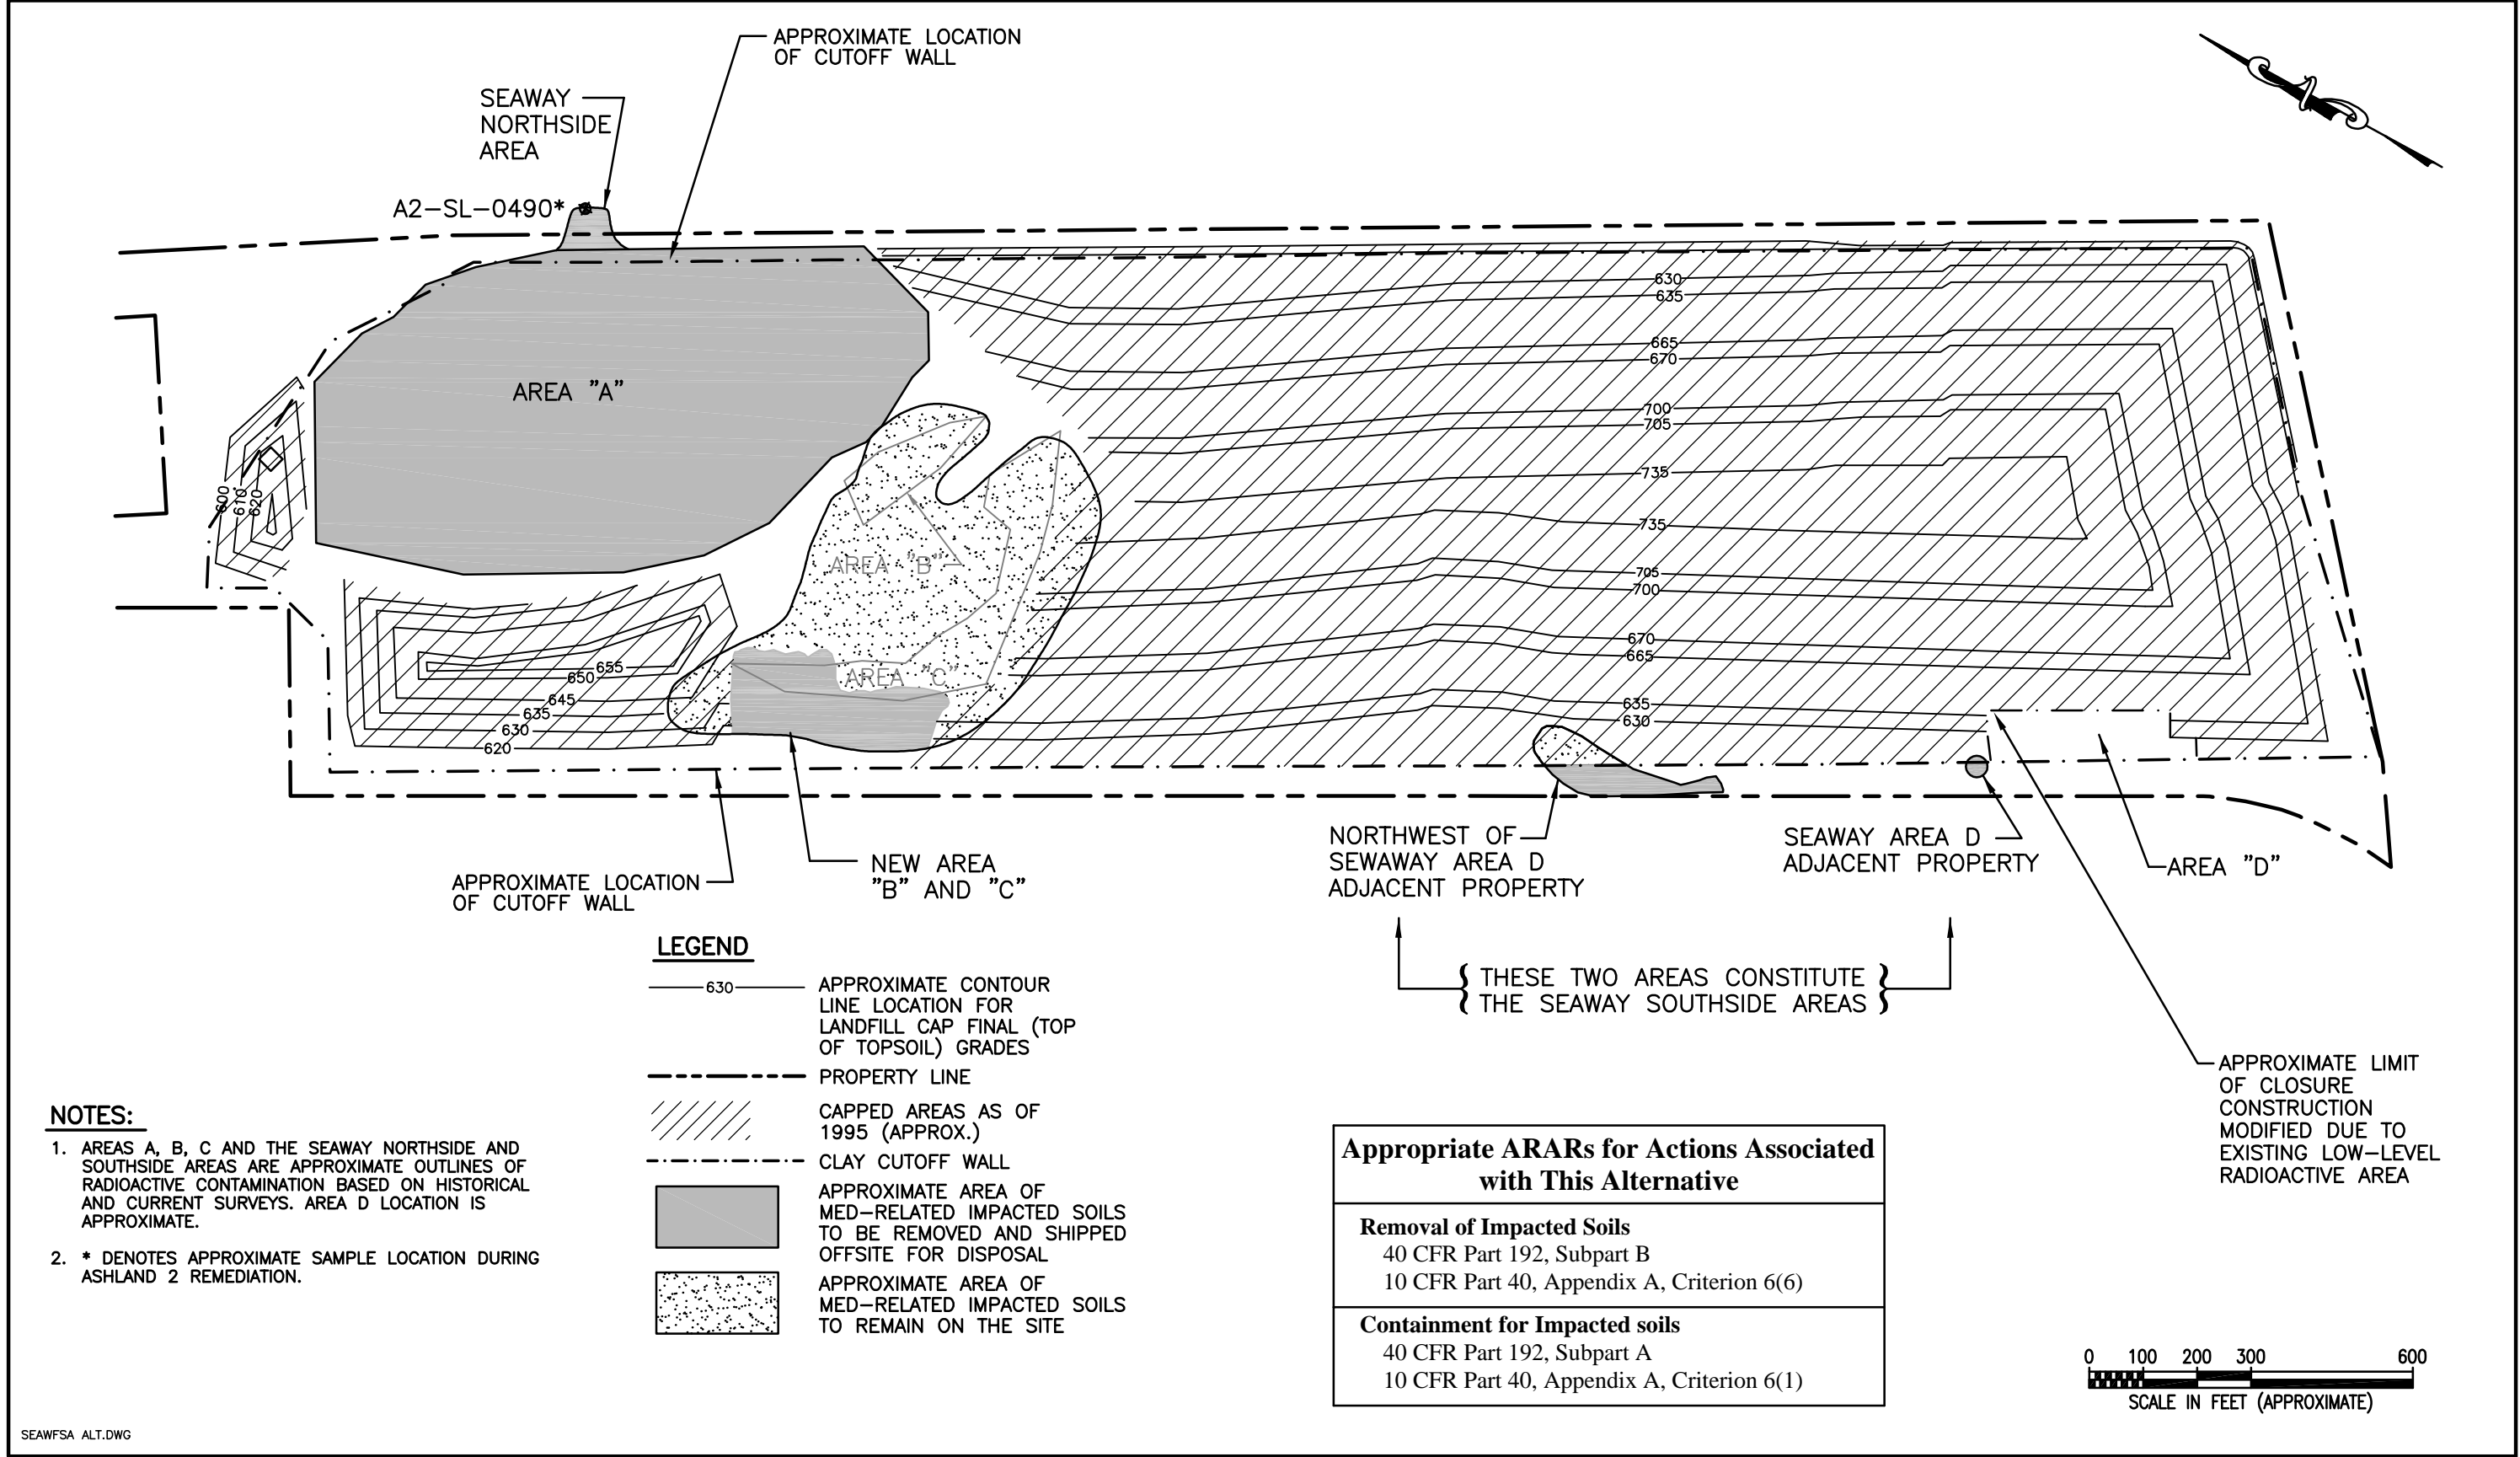 APPROXIMATE LOCATION
OF CUTOFF WALL
SEAWAY
NORTHSIDE
AREA
A2-SL-0490*
AREA "A"
630
635
665
670
700
705
735
735
705
700
670
665
635
630
600
610
620
AREA "B"
AREA "C"
655
650
645
635
630
620
NEW AREA
"B" AND "C"
APPROXIMATE LOCATION
OF CUTOFF WALL
NORTHWEST OF
SEWAWAY AREA D
ADJACENT PROPERTY
SEAWAY AREA D
ADJACENT PROPERTY
AREA "D"
{ THESE TWO AREAS CONSTITUTE }
{ THE SEAWAY SOUTHSIDE AREAS }
APPROXIMATE LIMIT
OF CLOSURE
CONSTRUCTION
MODIFIED DUE TO
EXISTING LOW-LEVEL
RADIOACTIVE AREA
LEGEND
630
APPROXIMATE CONTOUR
LINE LOCATION FOR
LANDFILL CAP FINAL (TOP
OF TOPSOIL) GRADES
PROPERTY LINE
CAPPED AREAS AS OF
1995 (APPROX.)
CLAY CUTOFF WALL
APPROXIMATE AREA OF
MED-RELATED IMPACTED SOILS
TO BE REMOVED AND SHIPPED
OFFSITE FOR DISPOSAL
APPROXIMATE AREA OF
MED-RELATED IMPACTED SOILS
TO REMAIN ON THE SITE
NOTES:
1. AREAS A, B, C AND THE SEAWAY NORTHSIDE AND
SOUTHSIDE AREAS ARE APPROXIMATE OUTLINES OF
RADIOACTIVE CONTAMINATION BASED ON HISTORICAL
AND CURRENT SURVEYS. AREA D LOCATION IS
APPROXIMATE.
2. * DENOTES APPROXIMATE SAMPLE LOCATION DURING
ASHLAND 2 REMEDIATION.
Appropriate ARARs for Actions Associated
with This Alternative
Removal of Impacted Soils
40 CFR Part 192, Subpart B
10 CFR Part 40, Appendix A, Criterion 6(6)
Containment for Impacted soils
40 CFR Part 192, Subpart A
10 CFR Part 40, Appendix A, Criterion 6(1)
0 100 200 300 600
SCALE IN FEET (APPROXIMATE)
SEAWFSA ALT.DWG